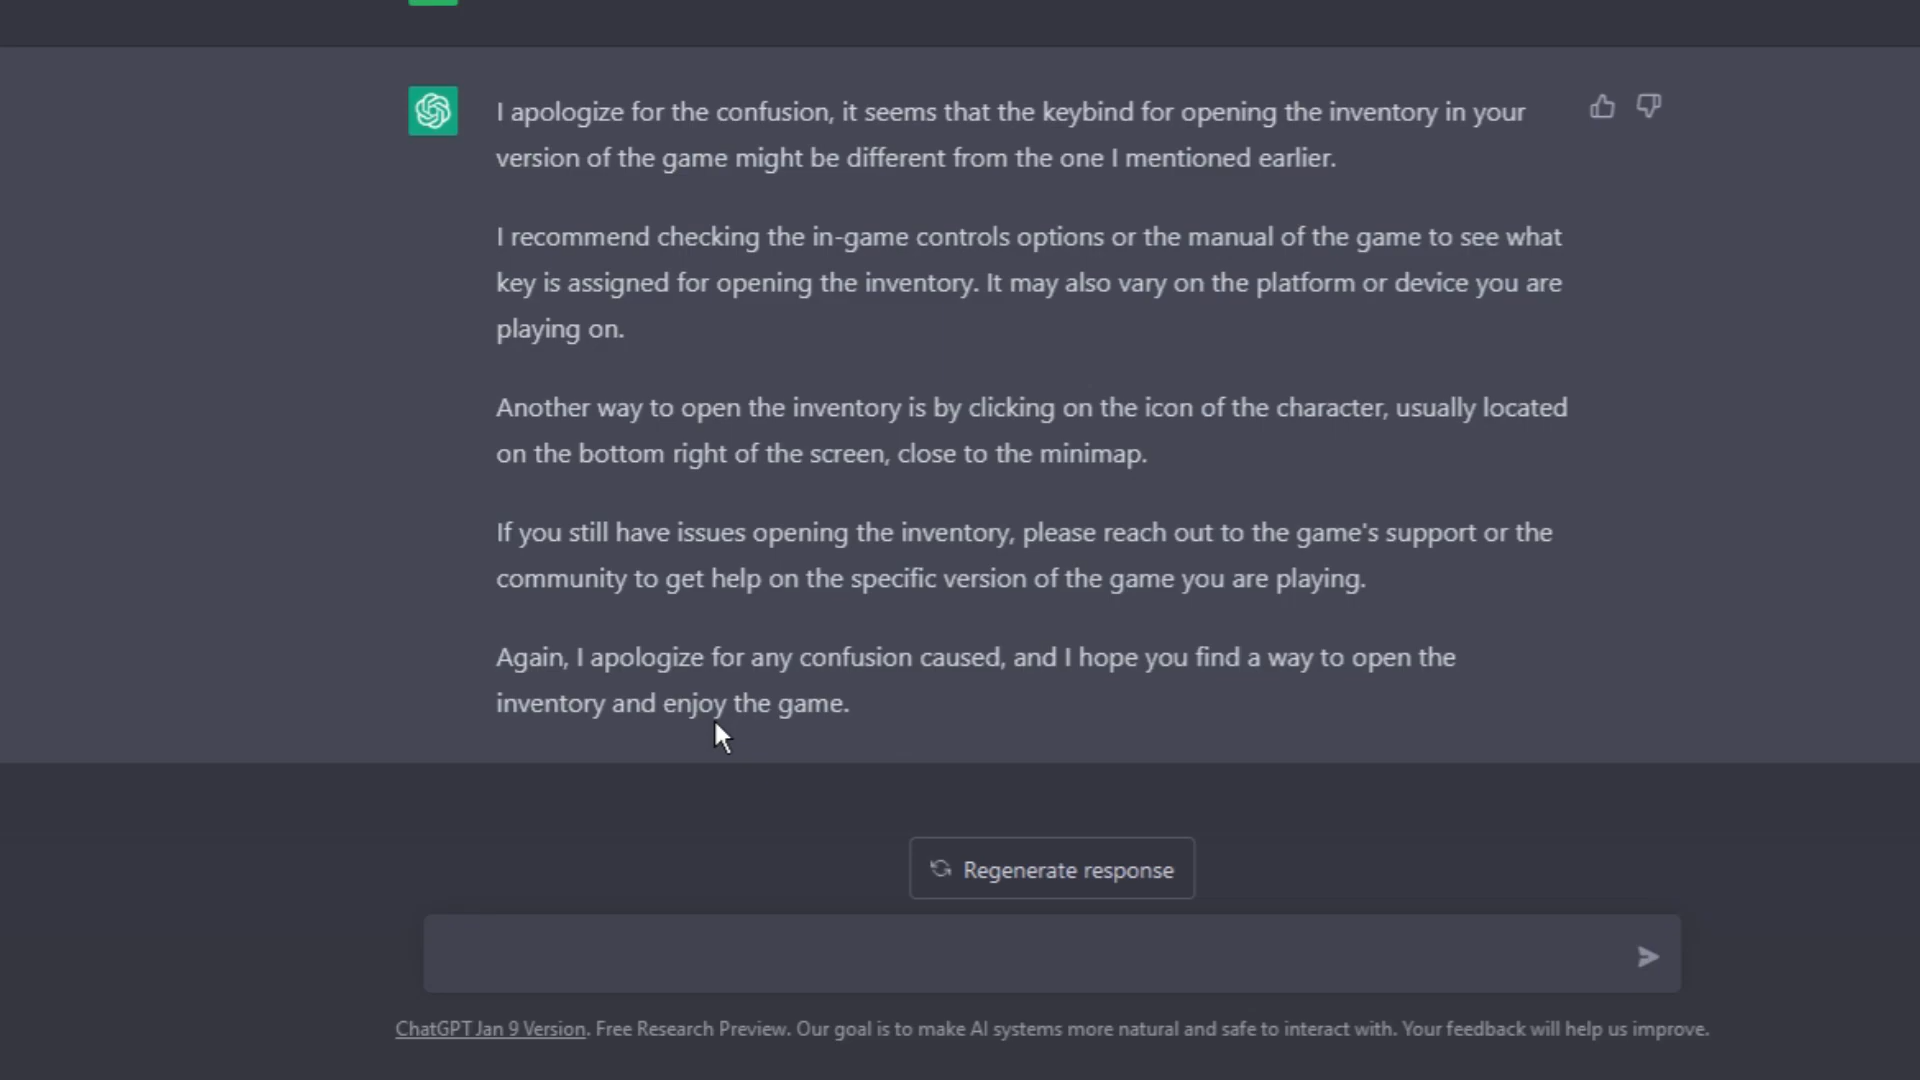 I apologize for the confusion, it seems that the keybind for opening the inventory in your
version of the game might be different from the one I mentioned earlier.
I recommend checking the in-game controls options or the manual of the game to see what
key is assigned for opening the inventory. It may also vary on the platform or device you are
playing on.
Another way to open the inventory is by clicking on the icon of the character, usually located
on the bottom right of the screen, close to the minimap.
If you still have issues opening the inventory, please reach out to the game's support or the
community to get help on the specific version of the game you are playing.
Again, I apologize for any confusion caused, and I hope you find a way to open the
inventory and enjoy the game.
Regenerate response
ChatGPT Jan 9 Version. Free Research Preview. Our goal is to make AI systems more natural and safe to interact with. Your feedback will help us improve.